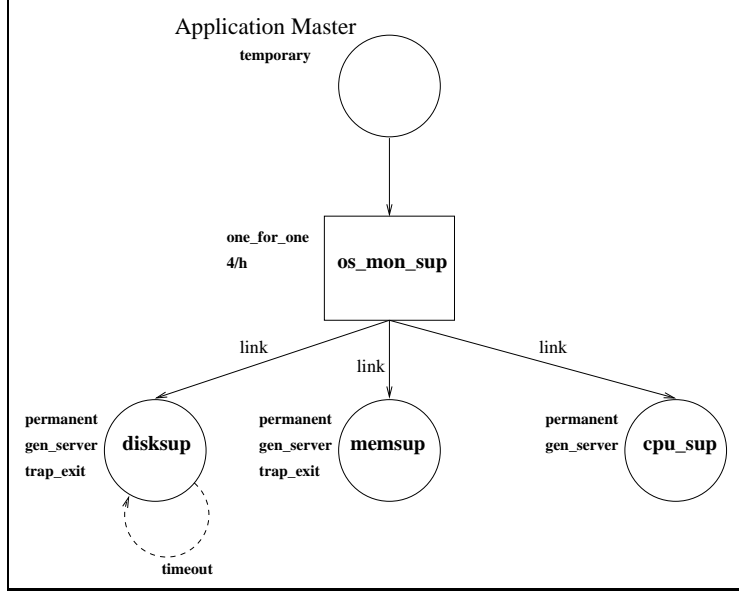 Application Master
temporary
one_for_one
4/h
os_mon_sup
link
link
link
permanent
gen_server
trap_exit
disksup
permanent
gen_server
trap_exit
memsup
permanent
gen_server
cpu_sup
timeout